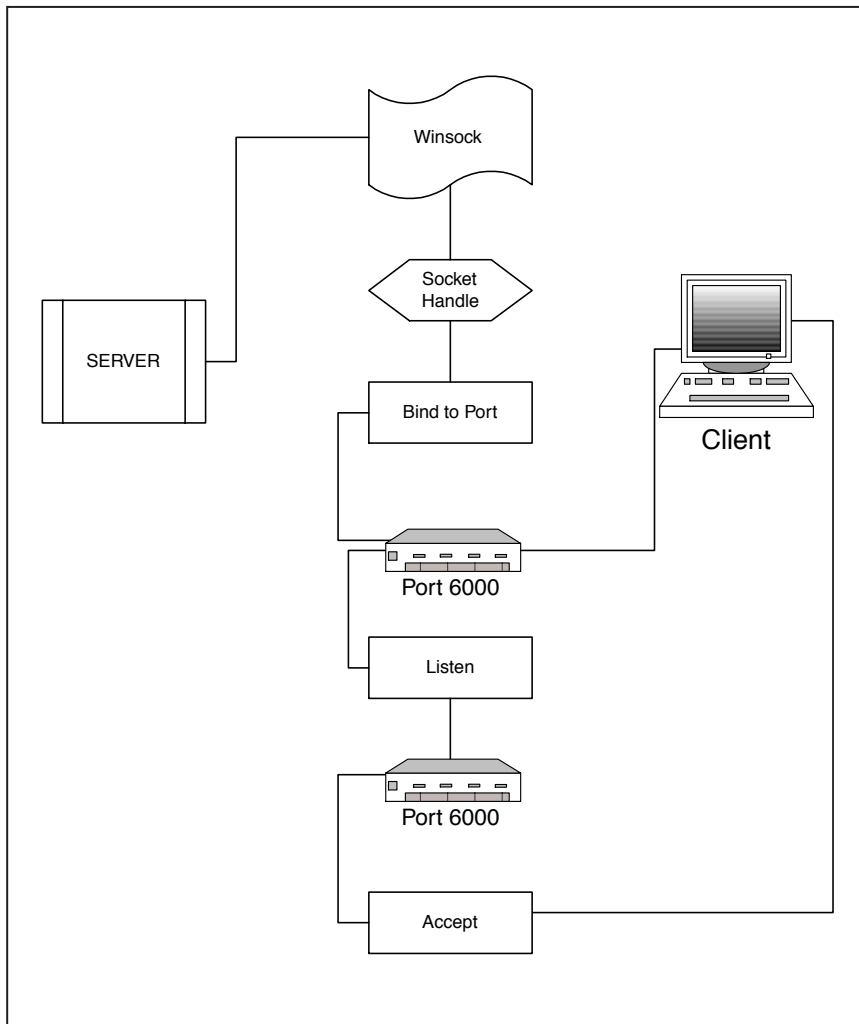 Winsock
Socket
Handle
SERVER
Bind to Port
Client
Port 6000
Listen
Port 6000
Accept